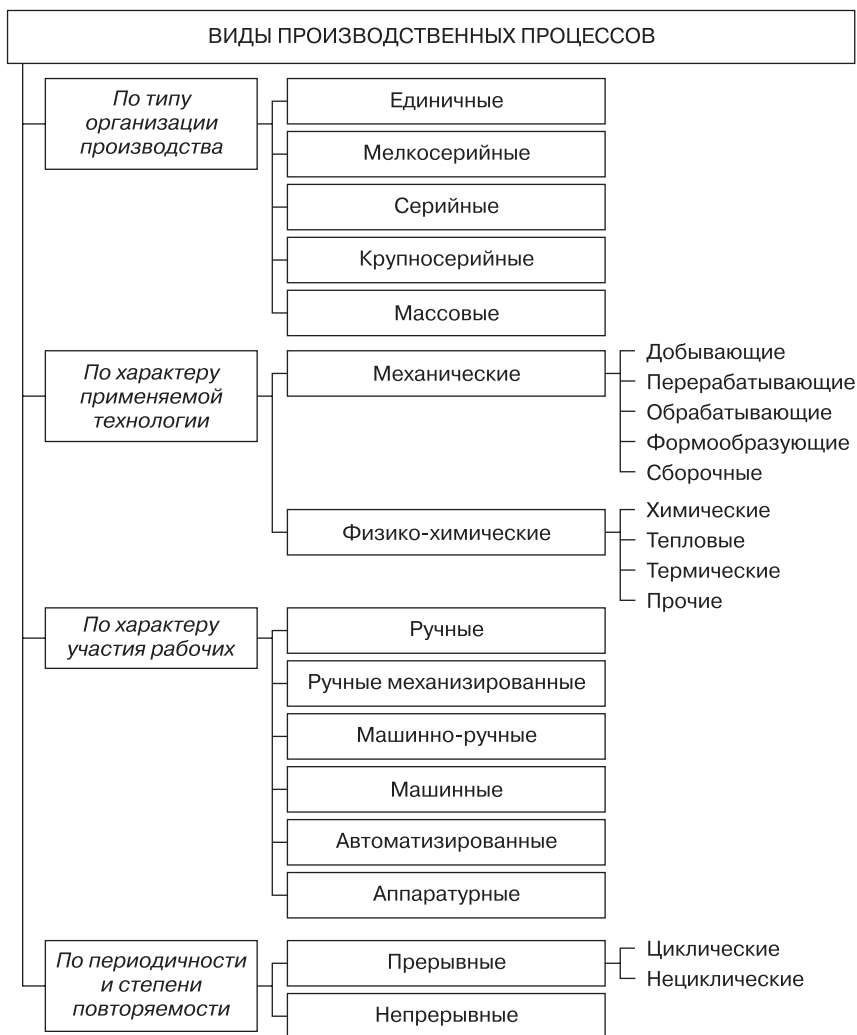 ВИДЫ ПРОИЗВОДСТВЕННЫХ ПРОЦЕССОВ
По типу
организации
производства
Единичные
Мелкосерийные
Серийные
Крупносерийные
Массовые
По характеру
применяемой
технологии
Механические
Добывающие
Перерабатывающие
Обрабатывающие
Формообразующие
Сборочные
Физико-химические
Химические
Тепловые
Термические
Прочие
По характеру
участия рабочих
Ручные
Ручные механизированные
Машинно-ручные
Машинные
Автоматизированные
Аппаратурные
По периодичности
и степени
повторяемости
Прерывные
Циклические
Нециклические
Непрерывные